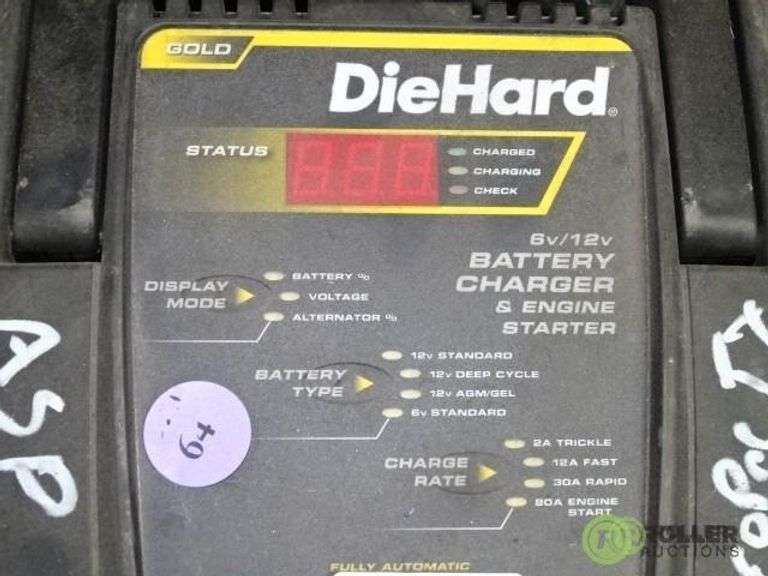 GOLD
DieHard®
STATUS
CHARGED
CHARGING
CHECK
6v/12v
BATTERY
CHARGER
& ENGINE
STARTER
DISPLAY
MODE
BATTERY %
VOLTAGE
ALTERNATOR %
BATTERY
TYPE
12v STANDARD
12v DEEP CYCLE
12v AGM/GEL
6v STANDARD
CHARGE
RATE
2A TRICKLE
12A FAST
30A RAPID
80A ENGINE
START
FULLY AUTOMATIC
ASP
ROLLER
AUCTIONS